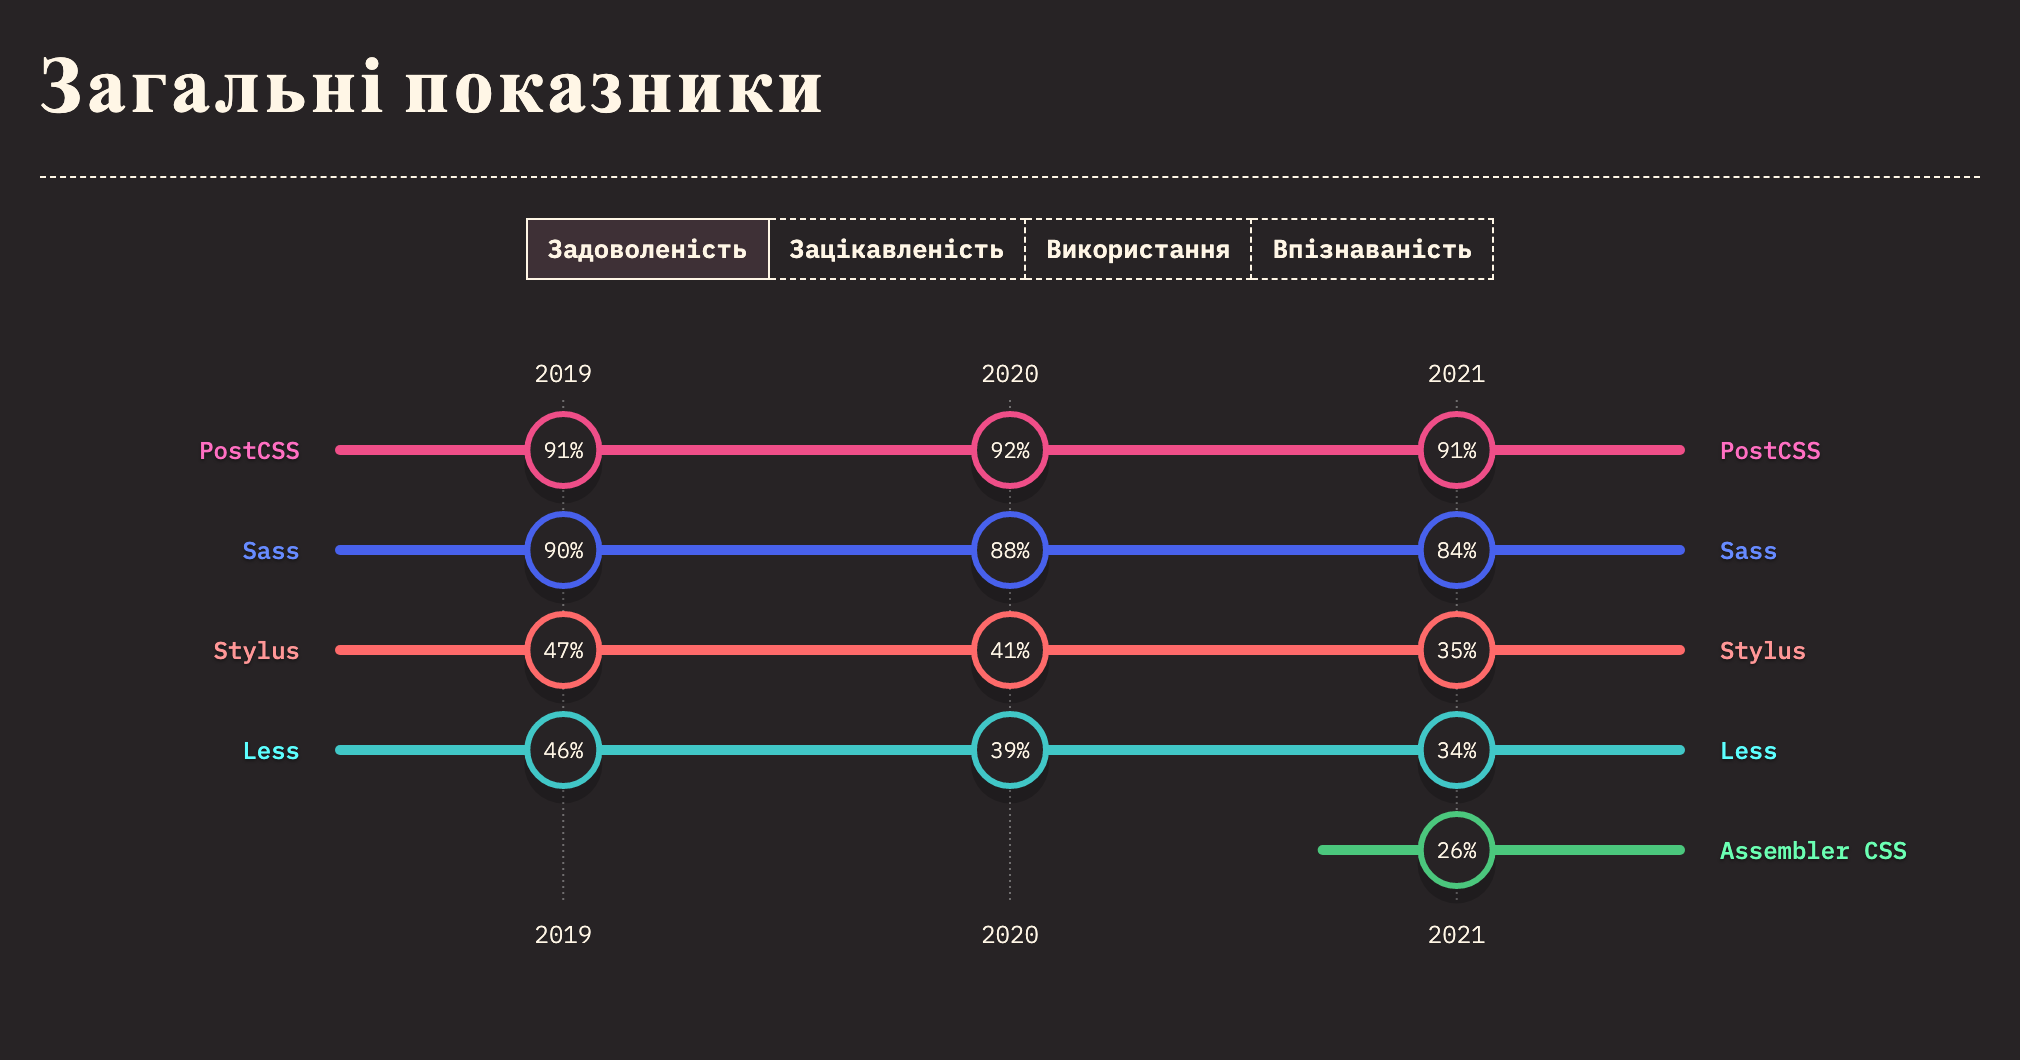 Загальні показники
Задоволеність Зацікавленість Використання Впізнаваність
2019 2020 2021
PostCSS 91% 92% 91% PostCSS
Sass 90% 88% 84% Sass
Stylus 47% 41% 35% Stylus
Less 46% 39% 34% Less
26% Assembler CSS
2019 2020 2021